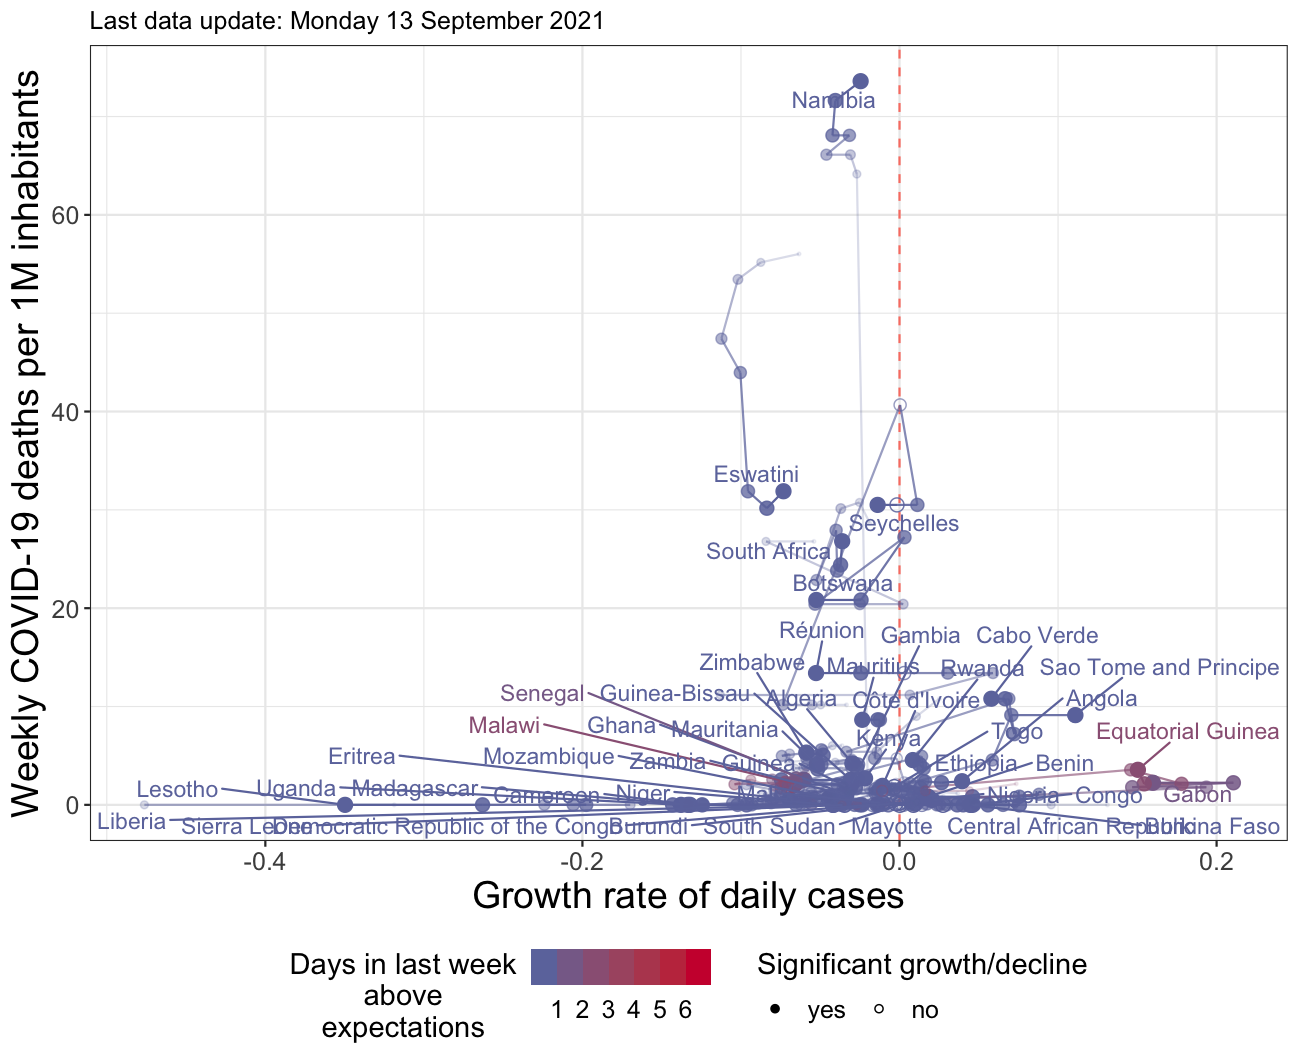 Last data update: Monday 13 September 2021
Weekly COVID-19 deaths per 1M inhabitants
60
40
20
0
Namibia
Eswatini
Seychelles
South Africa
Botswana
Réunion
Gambia
Cabo Verde
Zimbabwe
Mauritius
Rwanda
Sao Tome and Principe
Senegal
Guinea-Bissau
Algeria
Côte d'Ivoire
Angola
Malawi
Ghana
Mauritania
Kenya
Togo
Equatorial Guinea
Eritrea
Mozambique
Zambia
Guinea
Ethiopia
Benin
Lesotho
Uganda
Madagascar
Cameroon
Niger
Nigeria
Congo
Gabon
Liberia
Sierra Leone
Democratic Republic of the Congo
Burundi
South Sudan
Mayotte
Central African Republic
Burkina Faso
-0.4
-0.2
0.0
0.2
Growth rate of daily cases
Days in last week
above
expectations
1 2 3 4 5 6
Significant growth/decline
yes
no